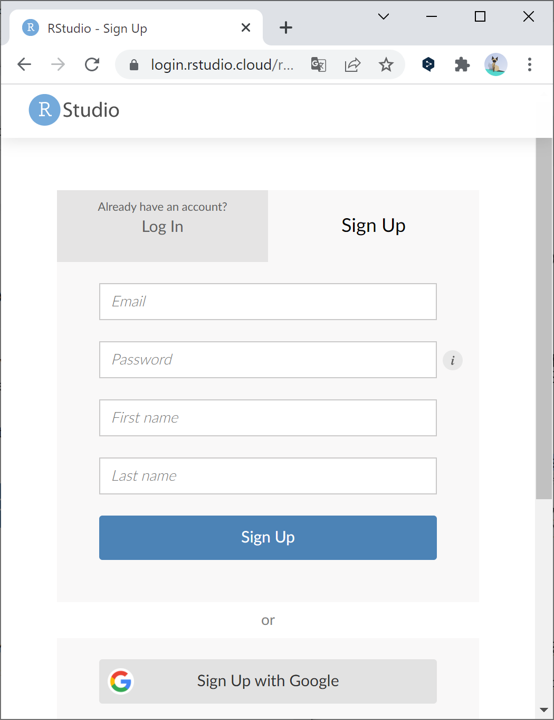 RStudio - Sign Up
login.rstudio.cloud/r...
R Studio
Already have an account?
Log In
Sign Up
Email
Password
i
First name
Last name
Sign Up
or
Sign Up with Google